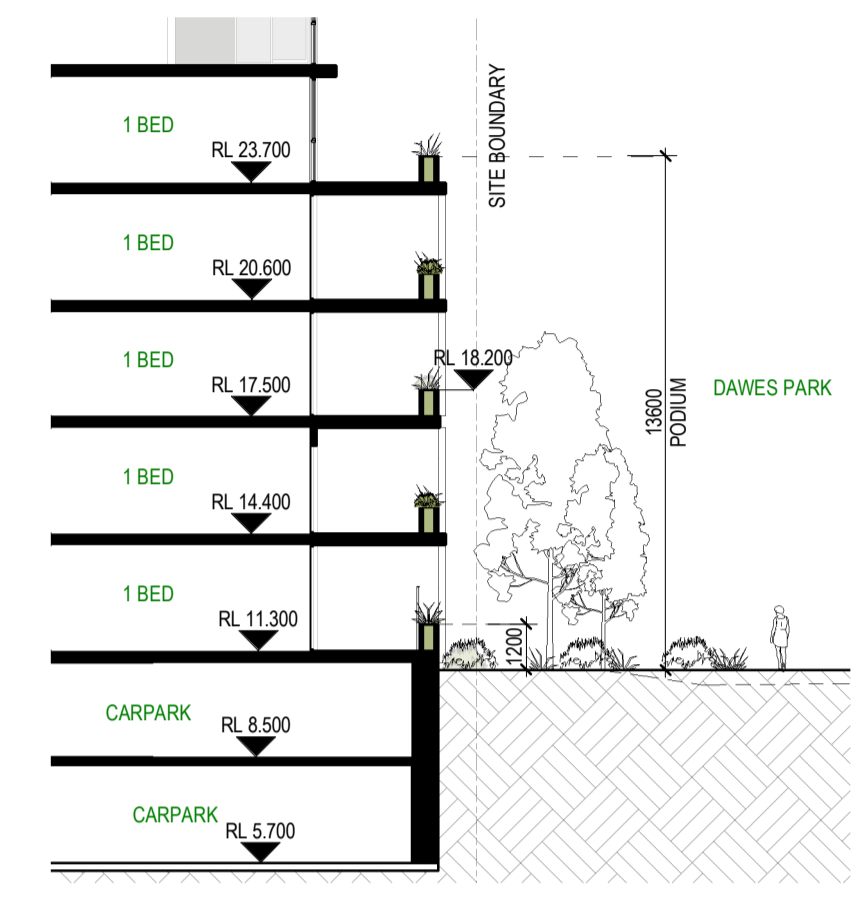 SITE BOUNDARY
1 BED
RL 23.700
1 BED
RL 20.600
1 BED
RL 18.200
RL 17.500
13600
PODIUM
DAWES PARK
1 BED
RL 14.400
1 BED
RL 11.300
1200
CARPARK
RL 8.500
CARPARK
RL 5.700